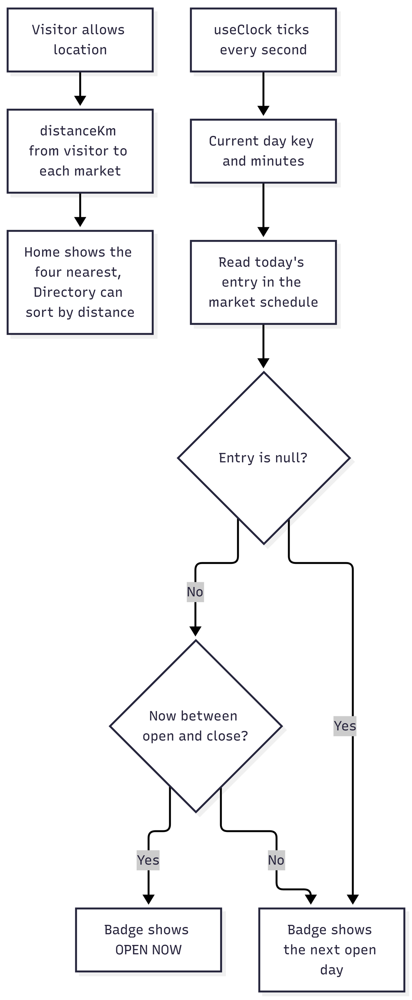 Visitor allows
location
distanceKm
from visitor to
each market
Home shows the
four nearest,
Directory can
sort by distance
useClock ticks
every second
Current day key
and minutes
Read today's
entry in the
market schedule
Entry is null?
No
Yes
Now between
open and close?
Yes
No
Badge shows
OPEN NOW
Badge shows
the next open
day